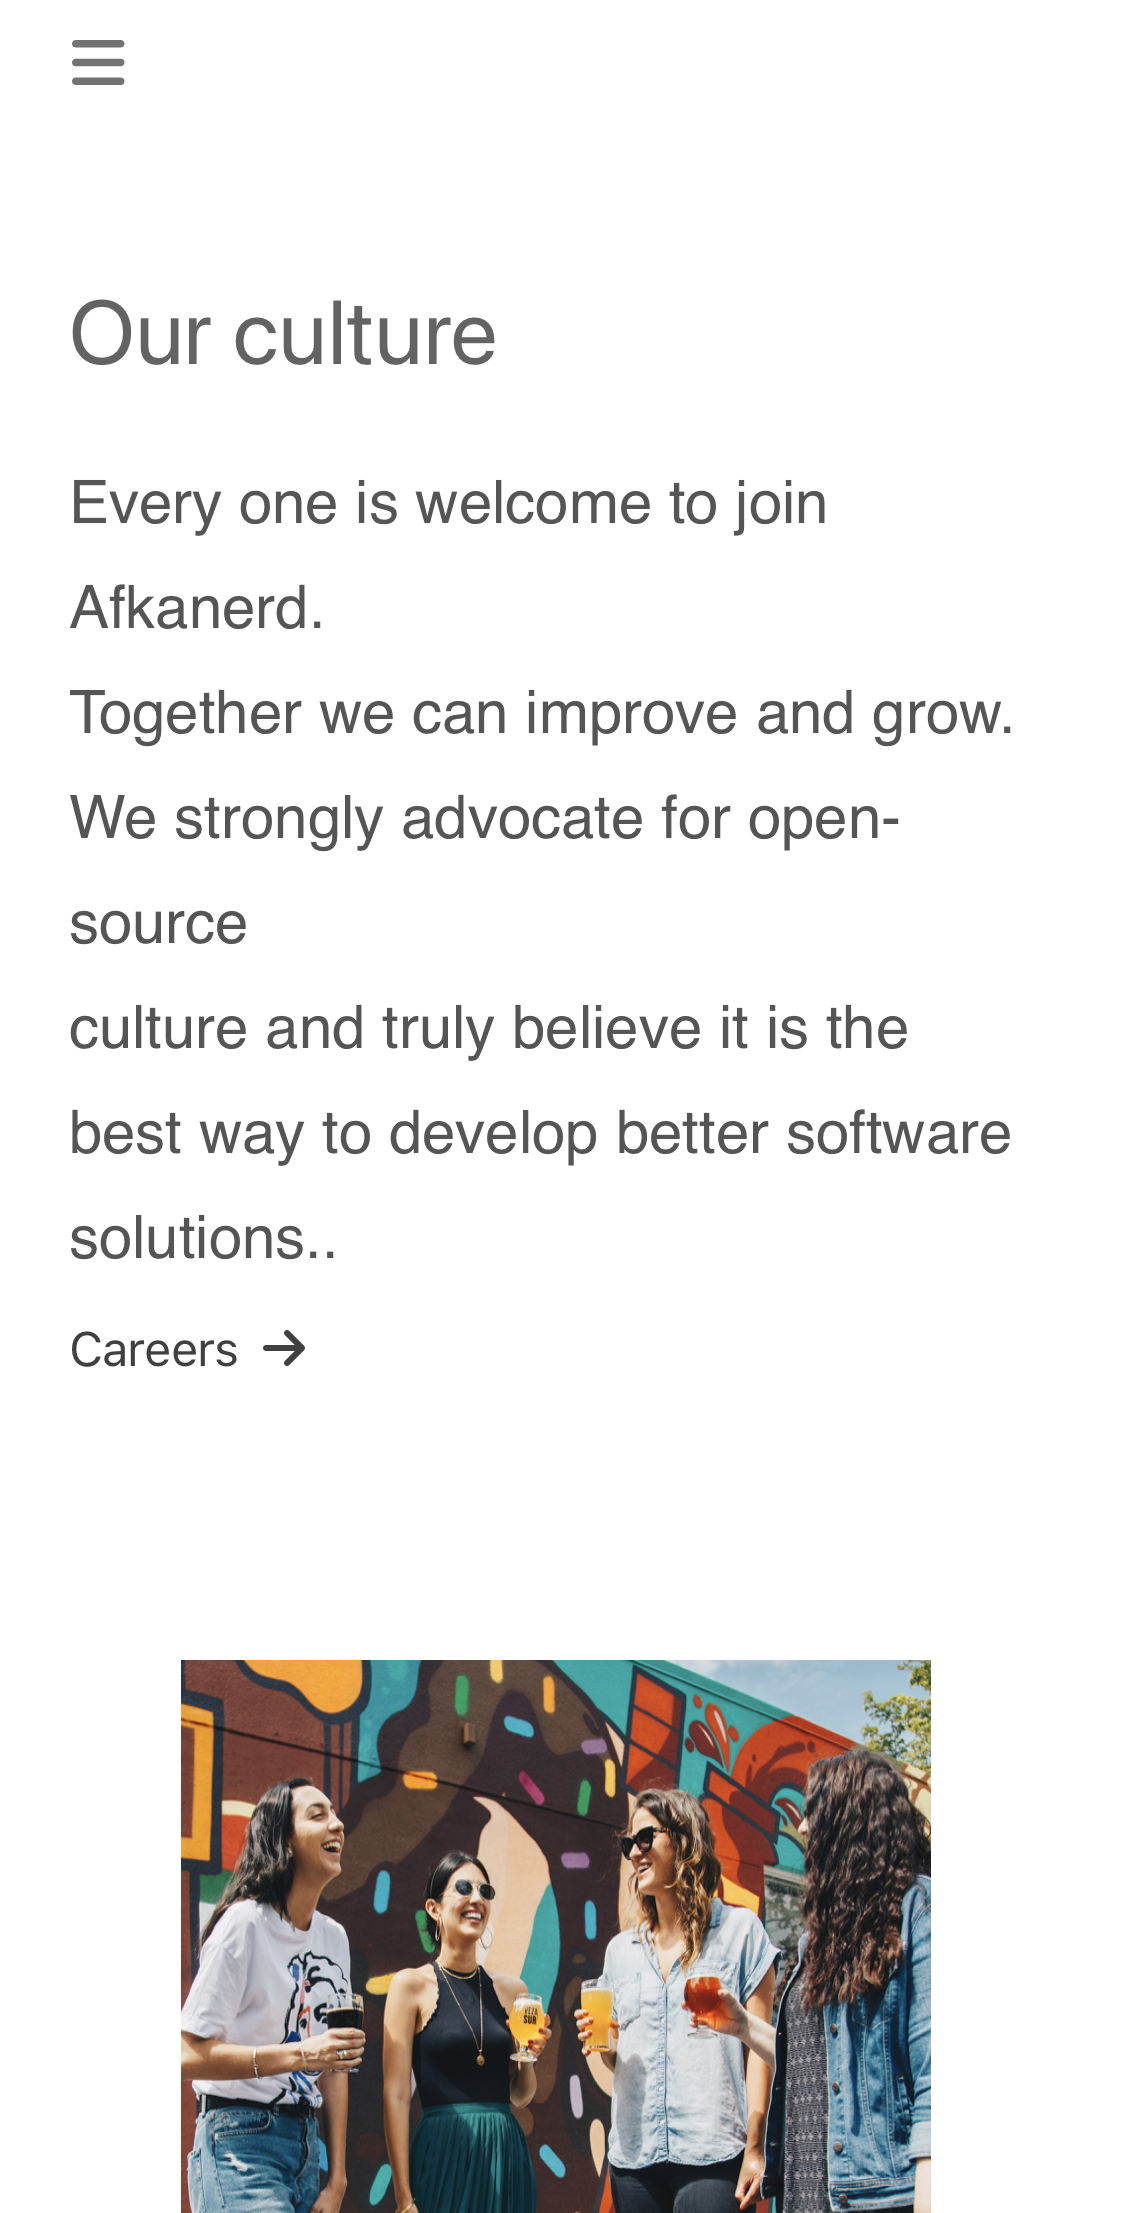 Our culture
Every one is welcome to join
Afkanerd.
Together we can improve and grow.
We strongly advocate for open-
source
culture and truly believe it is the
best way to develop better software
solutions..
Careers →
SUR